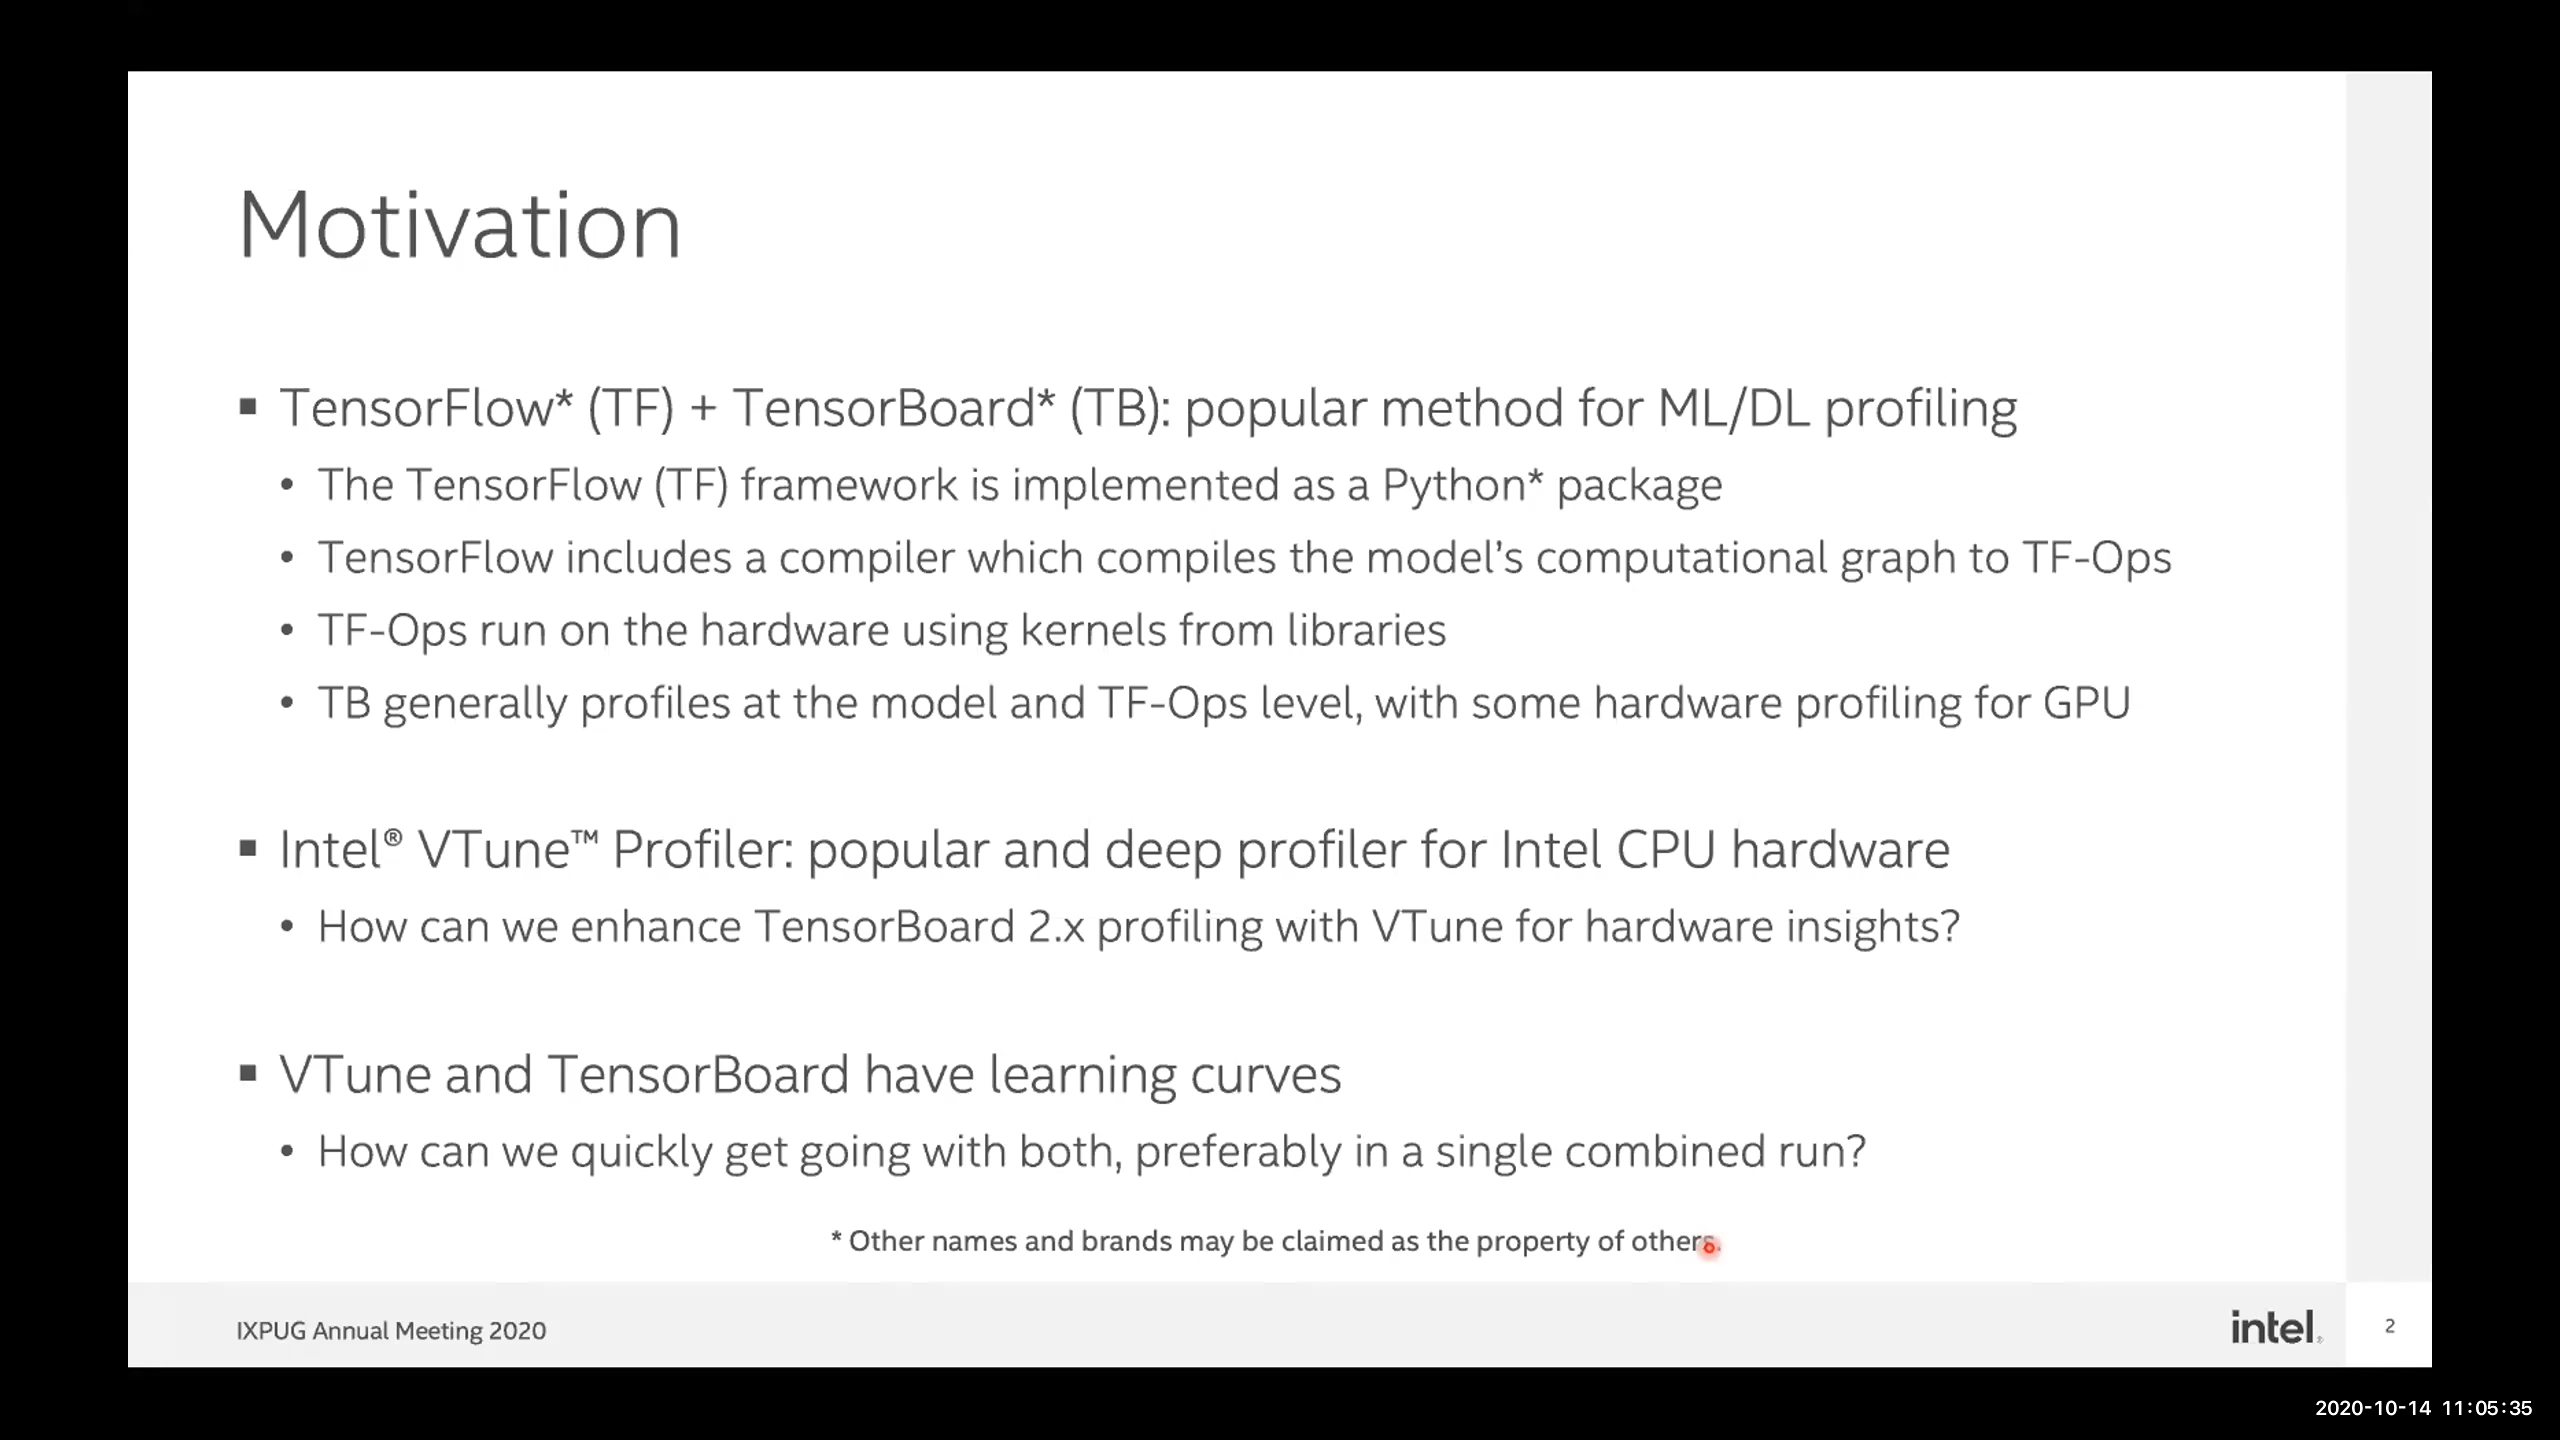 Motivation
▪ TensorFlow* (TF) + TensorBoard* (TB): popular method for ML/DL profiling
• The TensorFlow (TF) framework is implemented as a Python* package
• TensorFlow includes a compiler which compiles the model’s computational graph to TF-Ops
• TF-Ops run on the hardware using kernels from libraries
• TB generally profiles at the model and TF-Ops level, with some hardware profiling for GPU
▪ Intel® VTune™ Profiler: popular and deep profiler for Intel CPU hardware
• How can we enhance TensorBoard 2.x profiling with VTune for hardware insights?
▪ VTune and TensorBoard have learning curves
• How can we quickly get going with both, preferably in a single combined run?
* Other names and brands may be claimed as the property of others.
IXPUG Annual Meeting 2020
intel.
2
2020-10-14 11:05:35